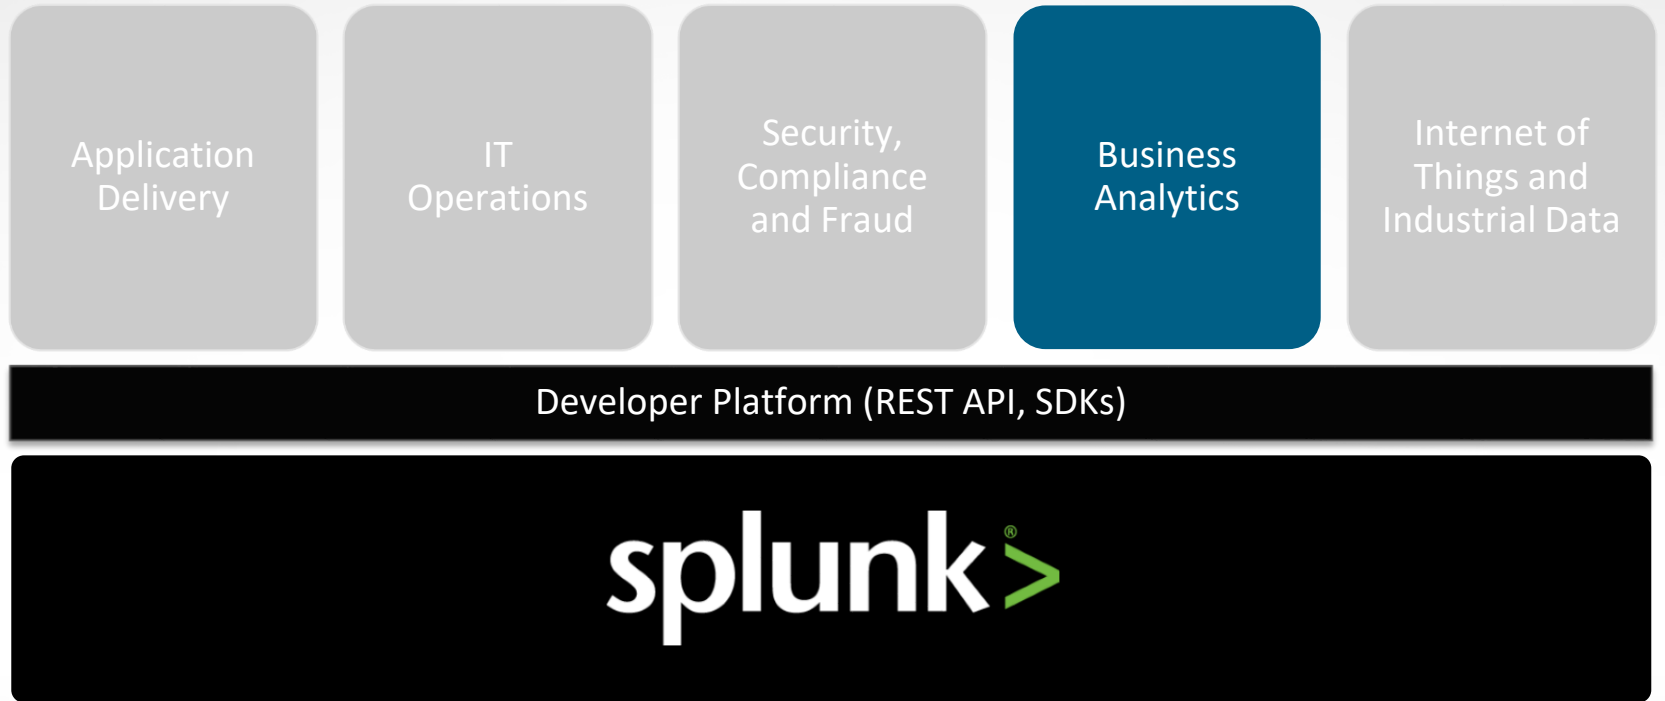 Application
Delivery
IT
Operations
Security,
Compliance
and Fraud
Business
Analytics
Internet of
Things and
Industrial Data
Developer Platform (REST API, SDKs)
splunk>®